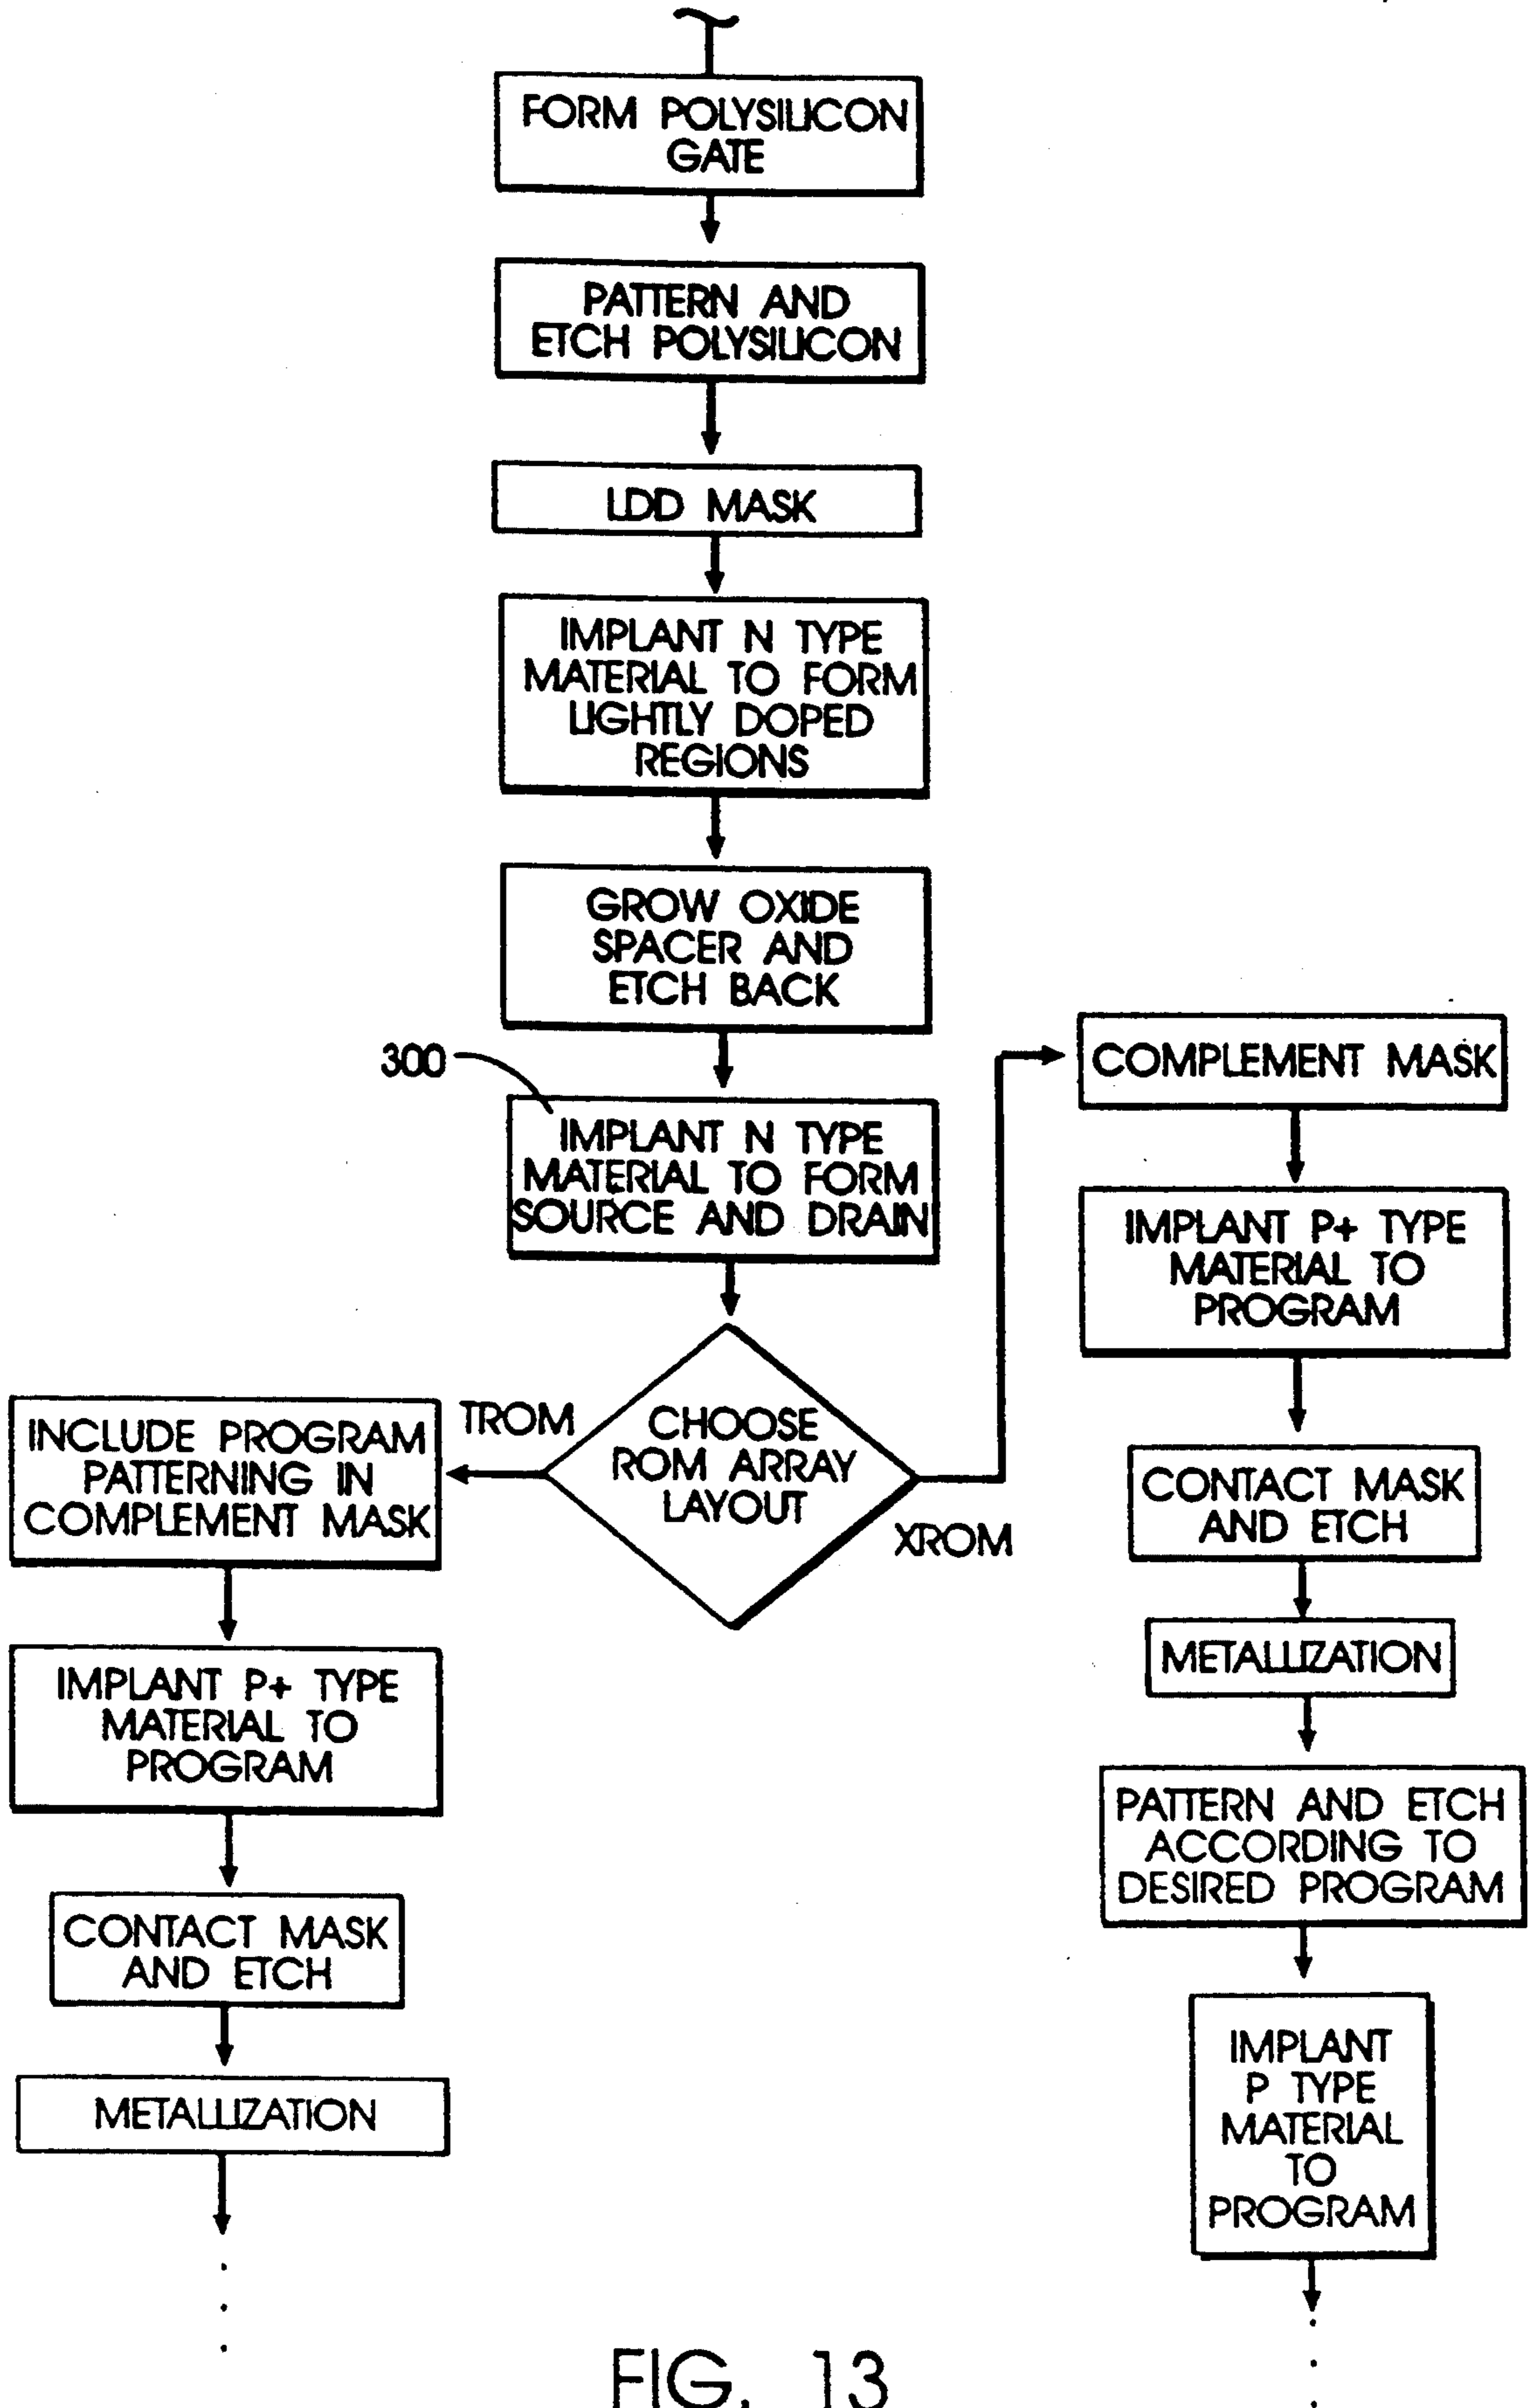 FORM POLYSILICON
GATE
PATTERN AND
ETCH POLYSILICON
LDD MASK
IMPLANT N TYPE
MATERIAL TO FORM
LIGHTLY DOPED
REGIONS
GROW OXIDE
SPACER AND
ETCH BACK
300
IMPLANT N TYPE
MATERIAL TO FORM
SOURCE AND DRAIN
CHOOSE
ROM ARRAY
LAYOUT
TROM
INCLUDE PROGRAM
PATTERNING IN
COMPLEMENT MASK
IMPLANT P+ TYPE
MATERIAL TO
PROGRAM
CONTACT MASK
AND ETCH
METALLIZATION
XROM
COMPLEMENT MASK
IMPLANT P+ TYPE
MATERIAL TO
PROGRAM
CONTACT MASK
AND ETCH
METALLIZATION
PATTERN AND ETCH
ACCORDING TO
DESIRED PROGRAM
IMPLANT
P TYPE
MATERIAL
TO
PROGRAM
FIG. 13